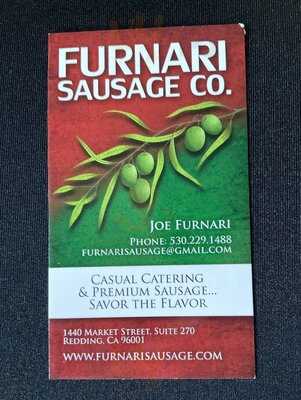 FURNARI
SAUSAGE CO.
JOE FURNARI
PHONE: 530.229.1488
FURNARISAUSAGE@GMAIL.COM
CASUAL CATERING
& PREMIUM SAUSAGE...
SAVOR THE FLAVOR
1440 MARKET STREET, SUITE 270
REDDING, CA 96001
WWW.FURNARISAUSAGE.COM